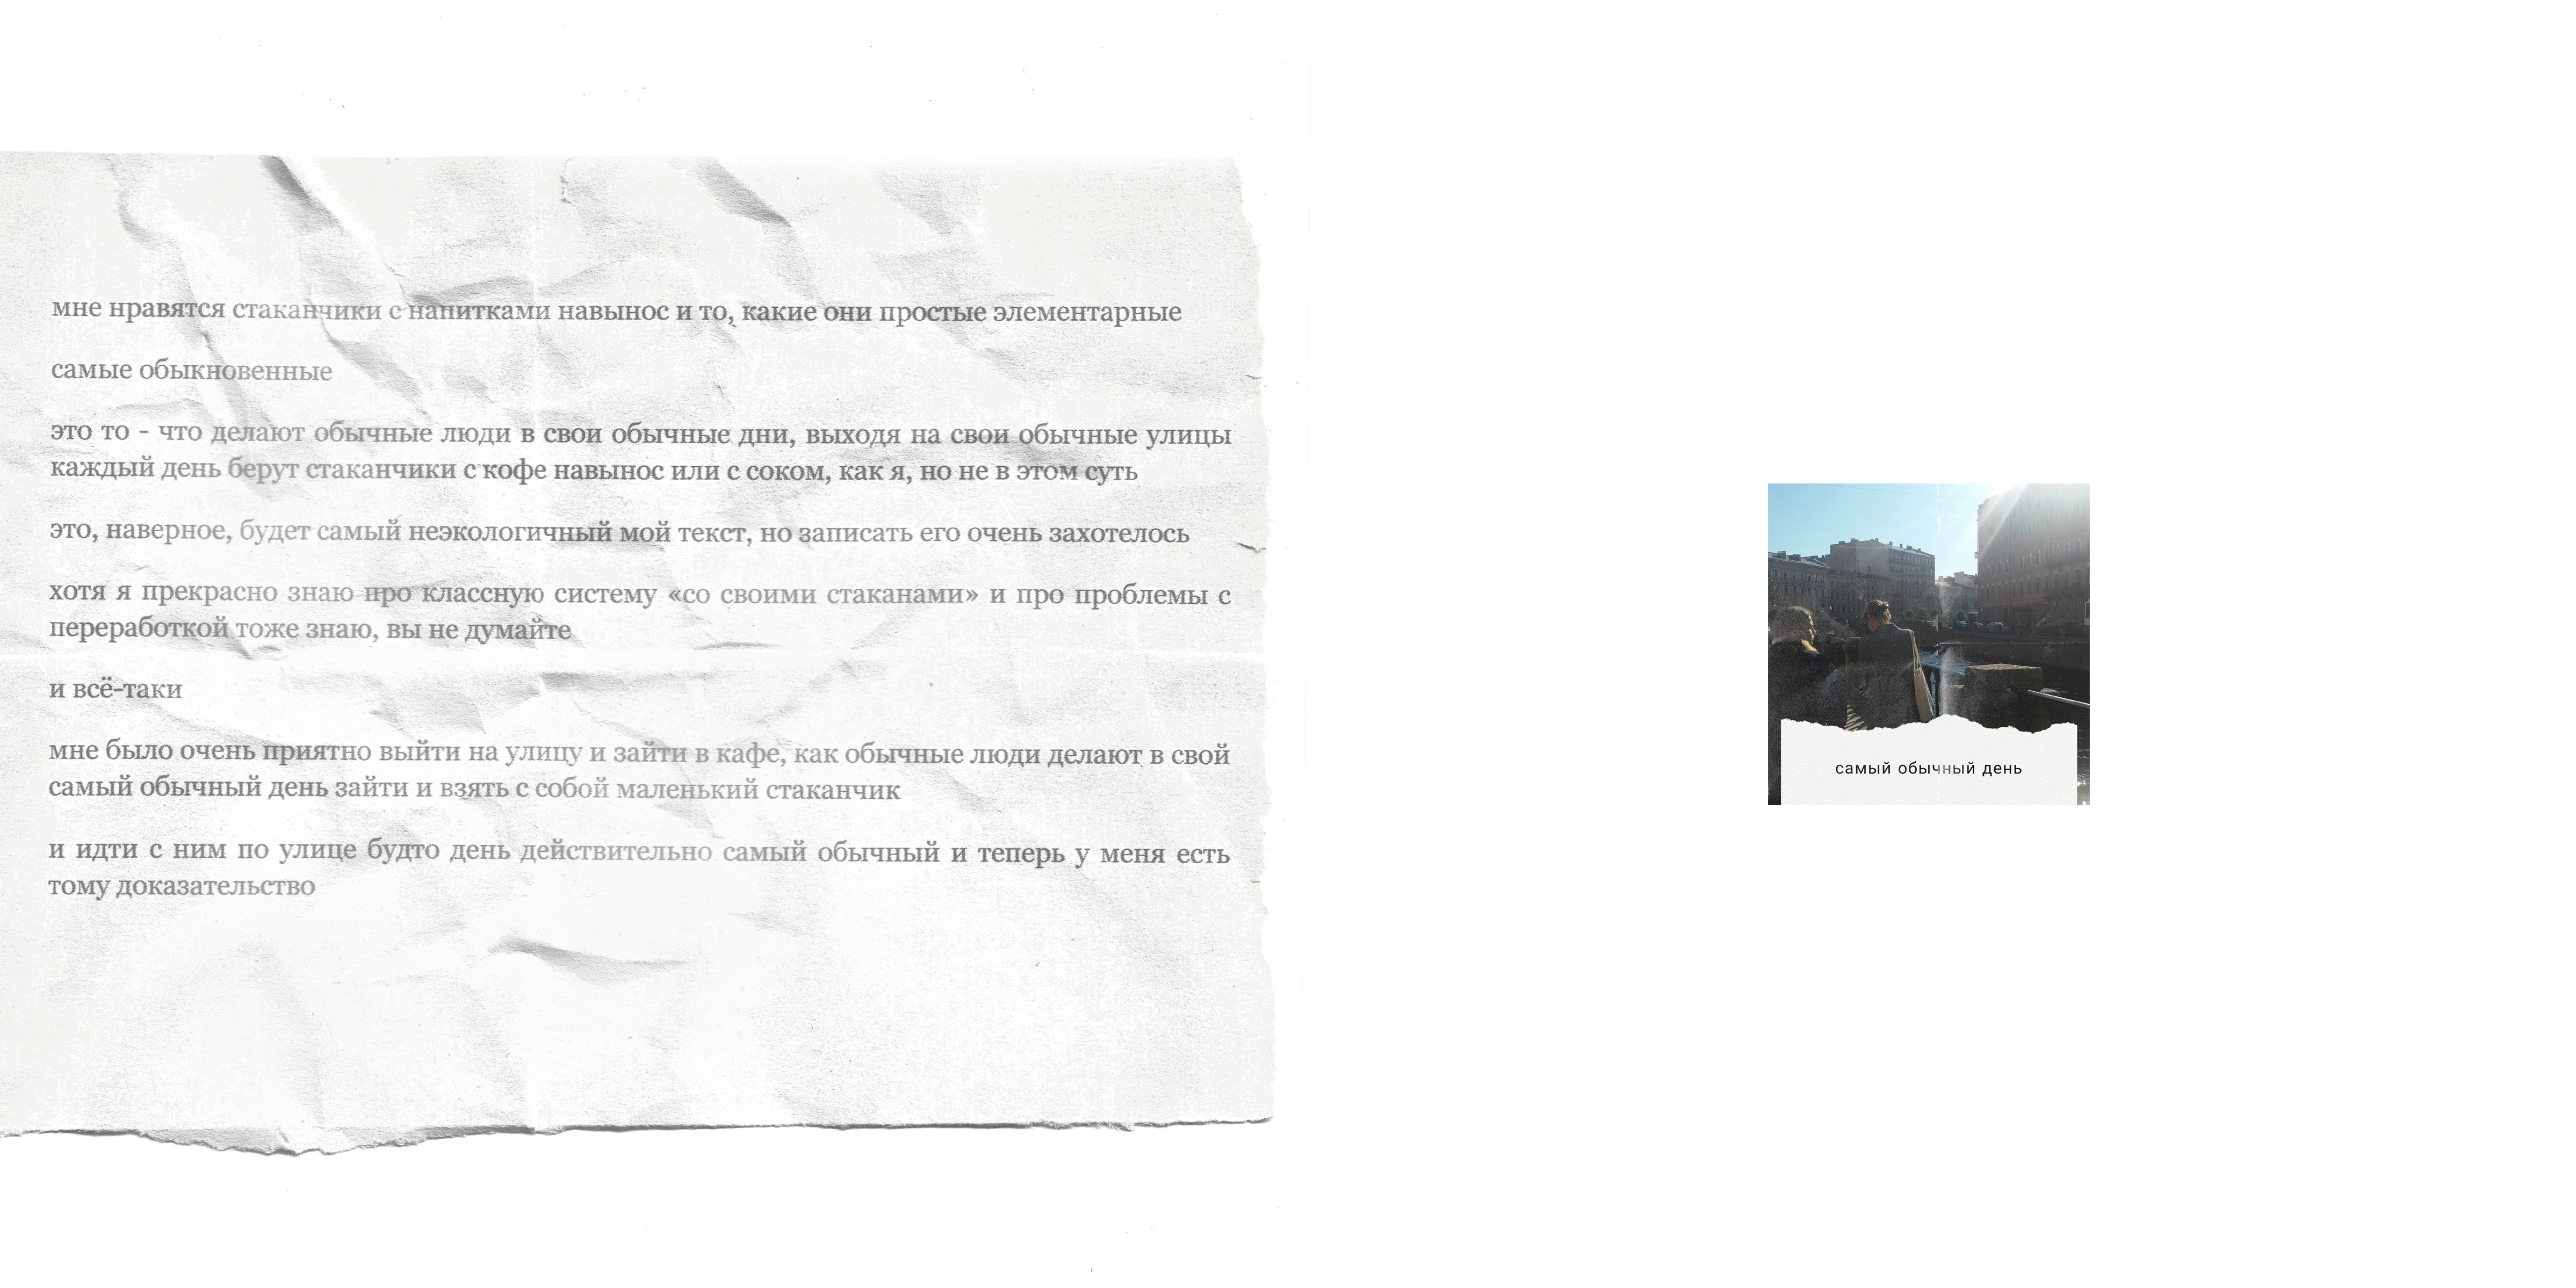 мне нравятся стаканчики с напитками навынос и то, какие они простые элементарные
самые обыкновенные
это то - что делают обычные люди в свои обычные дни, выходя на свои обычные улицы
каждый день берут стаканчики с кофе навынос или с соком, как я, но не в этом суть
это, наверное, будет самый неэкологичный мой текст, но записать его очень захотелось
хотя я прекрасно знаю про классную систему «со своими стаканами» и про проблемы с
переработкой тоже знаю, вы не думайте
и всё-таки
мне было очень приятно выйти на улицу и зайти в кафе, как обычные люди делают в свой
самый обычный день зайти и взять с собой маленький стаканчик
и идти с ним по улице будто день действительно самый обычный и теперь у меня есть
тому доказательство
самый обычный день